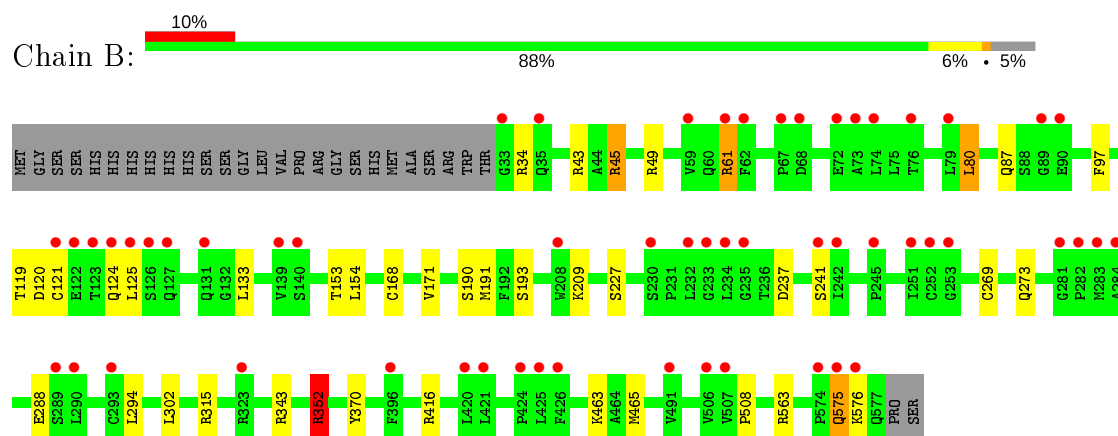 10%
Chain B:
88% 6% • 5%
MET GLY SER SER HIS HIS HIS HIS HIS HIS SER SER GLY LEU VAL PRO ARG GLY SER HIS MET ALA SER ARG TRP THR G33 R34 Q35 R43 A44 R45 R49 V59 Q60 R61 F62 P67 D68 E72 A73 L74 L75 T76 L79 L80 Q87 S88 G89 E90 F97
T119 D120 C121 E122 T123 Q124 L125 S126 Q127 Q131 G132 L133 V139 S140 T153 L154 C168 V171 S190 M191 F192 S193 W208 K209 S227 S230 P231 L232 G233 L234 G235 T236 D237 S241 I242 P245 I251 C252 G253 C269 Q273 G281 P282 M283 A284
E288 S289 L290 C293 L294 L302 R315 R323 R343 R352 Y370 F396 R416 L420 L421 P424 L425 F426 K463 A464 M465 V491 V506 V507 P508 R563 P574 Q575 K576 Q577 PRO SER